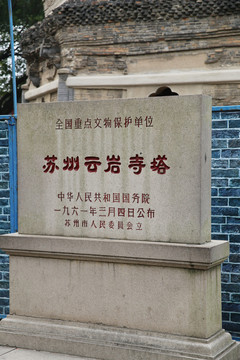 全国重点文物保护单位
苏州云岩寺塔
中华人民共和国国务院
一九六一年三月四日公布
苏州市人民委员会立